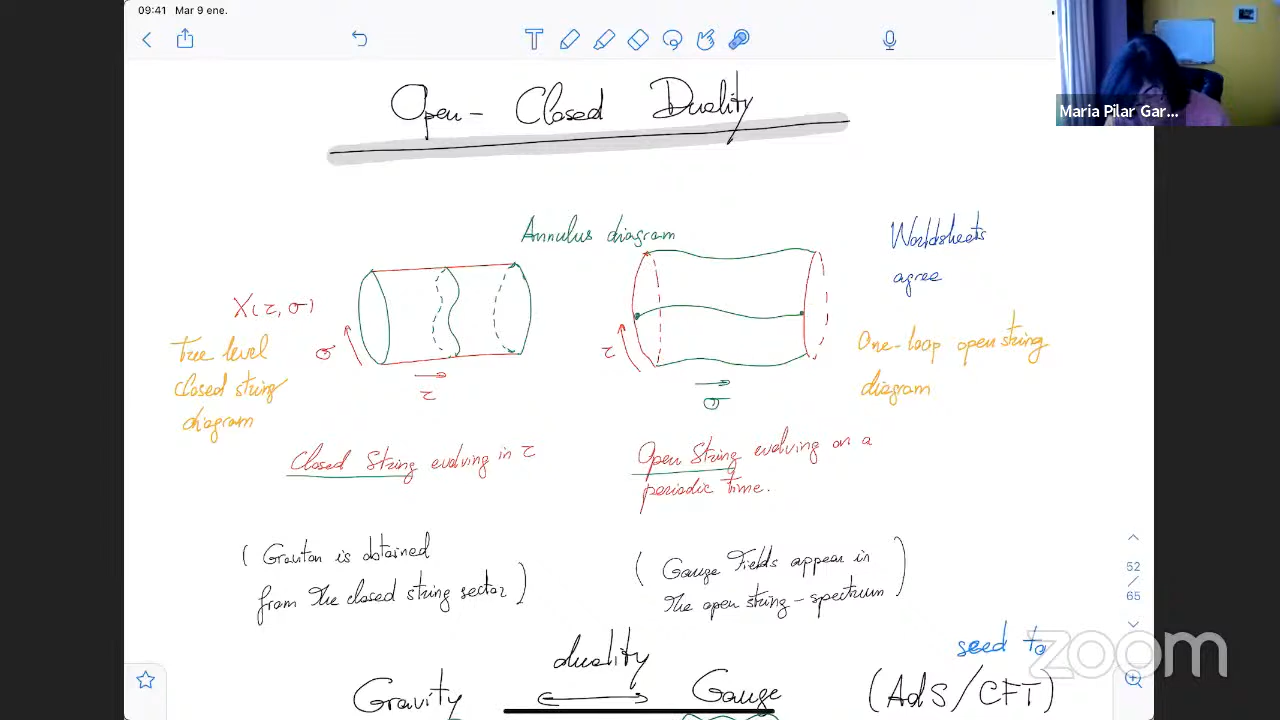 09:41 Mar 9 ene.
Maria Pilar Gar...
Open - Closed Duality
Annulus diagram
Worldsheets
agree
X(τ, σ)
σ
τ
τ
σ
Tree level
closed string
diagram
One-loop open string
diagram
Closed String evolving in τ
Open String evolving on a
periodic time.
(Graviton is obtained
from the closed string sector)
(Gauge Fields appear in
the open string-spectrum)
52
/
65
duality
seed to
Gravity ⟷ Gauge (AdS/CFT)
zoom